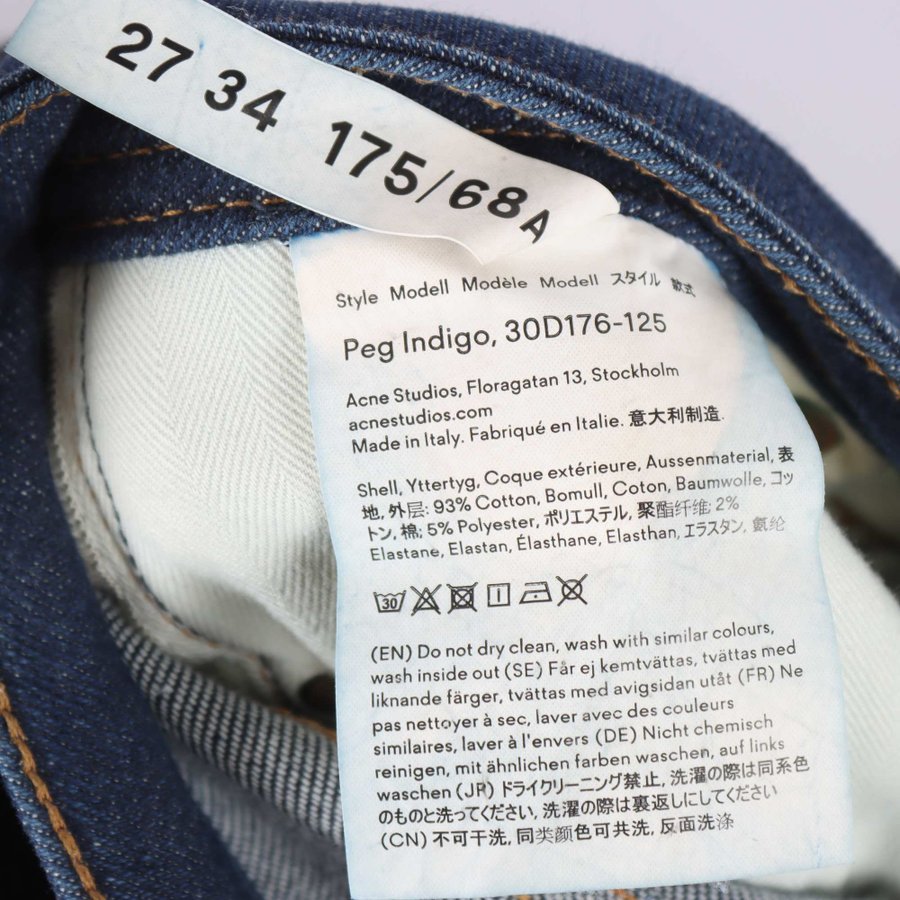 27 34 175/68A
Style Modell Modèle Modell スタイル 款式
Peg Indigo, 30D176-125
Acne Studios, Floragatan 13, Stockholm
acnestudios.com
Made in Italy. Fabriqué en Italie. 意大利制造.
Shell, Yttertyg, Coque extérieure, Aussenmaterial, 表
地, 外层: 93% Cotton, Bomull, Coton, Baumwolle, コッ
トン, 棉; 5% Polyester, ポリエステル, 聚酯纤维; 2%
Elastane, Elastan, Élasthane, Elasthan, エラスタン, 氨纶
30
(EN) Do not dry clean, wash with similar colours,
wash inside out (SE) Får ej kemtvättas, tvättas med
liknande färger, tvättas med avigsidan utåt (FR) Ne
pas nettoyer à sec, laver avec des couleurs
similaires, laver à l'envers (DE) Nicht chemisch
reinigen, mit ähnlichen farben waschen, auf links
waschen (JR) ドライクリーニング禁止, 洗濯の際は同系色
のものと洗ってください, 洗濯の際は裏返しにしてください
(CN) 不可干洗, 同类颜色可共洗, 反面洗涤